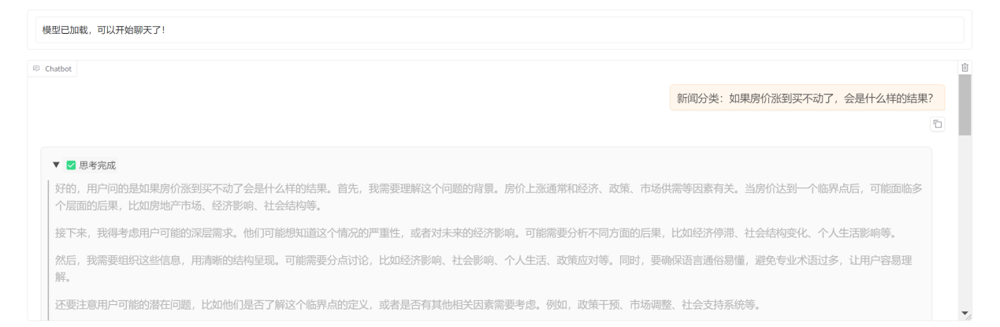 模型已加载，可以开始聊天了！
Chatbot
新闻分类：如果房价涨到买不动了，会是什么样的结果？
思考完成
好的，用户问的是如果房价涨到买不动了会是什么样的结果。首先，我需要理解这个问题的背景。房价上涨通常和经济、政策、市场供需等因素有关。当房价达到一个临界点后，可能面临多
个层面的后果，比如房地产市场、经济影响、社会结构等。
接下来，我得考虑用户可能的深层需求。他们可能想知道这个情况的严重性，或者对未来的经济影响。可能需要分析不同方面的后果，比如经济停滞、社会结构变化、个人生活影响等。
然后，我需要组织这些信息，用清晰的结构呈现。可能需要分点讨论，比如经济影响、社会影响、个人生活、政策应对等。同时，要确保语言通俗易懂，避免专业术语过多，让用户容易理
解。
还要注意用户可能的潜在问题，比如他们是否了解这个临界点的定义，或者是否有其他相关因素需要考虑。例如，政策干预、市场调整、社会支持系统等。